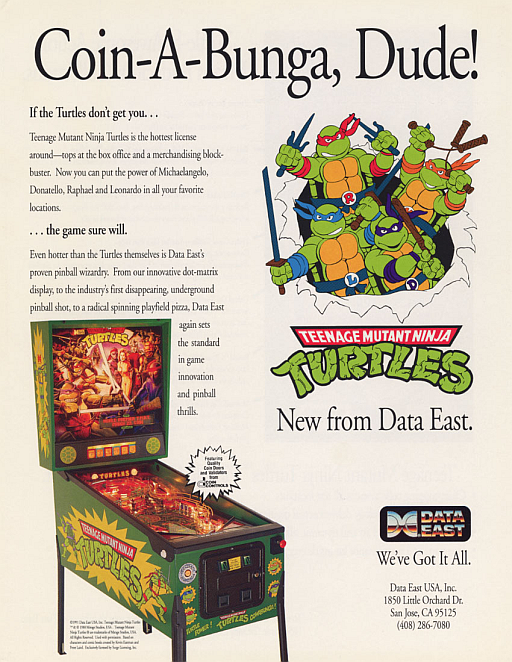 Coin-A-Bunga, Dude!
If the Turtles don't get you. . .
Teenage Mutant Ninja Turtles is the hottest license
around—tops at the box office and a merchandising block-
buster. Now you can put the power of Michaelangelo,
Donatello, Raphael and Leonardo in all your favorite
locations.
. . . the game sure will.
Even hotter than the Turtles themselves is Data East's
proven pinball wizardry. From our innovative dot-matrix
display, to the industry's first disappearing, underground
pinball shot, to a radical spinning playfield pizza, Data East
again sets
the standard
in game
innovation
and pinball
thrills.
R
L
D
TEENAGE MUTANT NINJA
TURTLES
New from Data East.
TURTLES
TURTLES
Featuring
Quality
Coin Doors
and Validators
from
COIN
CONTROLS
TEENAGE MUTANT NINJA
TURTLES
TURTLE POWER!
TURTLES
COWABUNGA!
DATA
EAST
We've Got It All.
Data East USA, Inc.
1850 Little Orchard Dr.
San Jose, CA 95125
(408) 286-7080